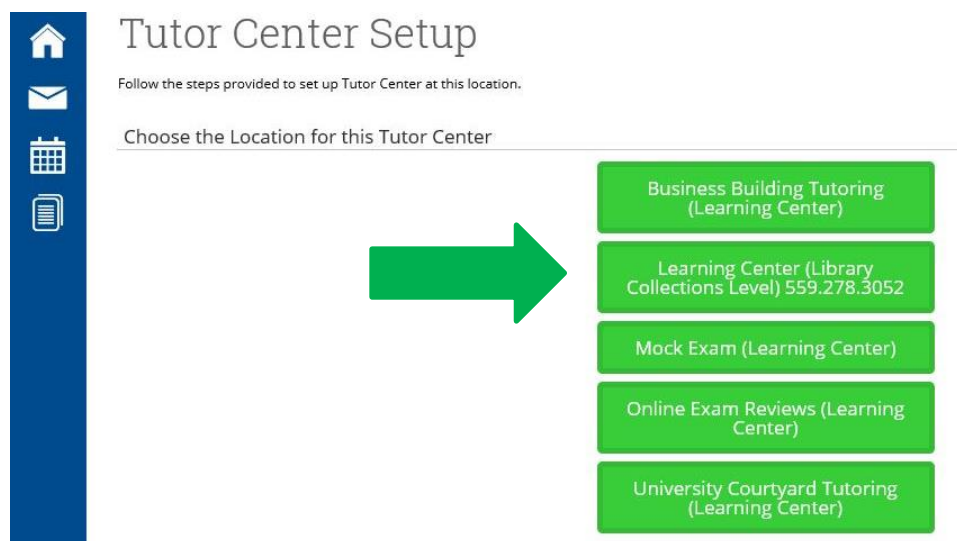 Tutor Center Setup
Follow the steps provided to set up Tutor Center at this location.
Choose the Location for this Tutor Center
Business Building Tutoring
(Learning Center)
Learning Center (Library
Collections Level) 559.278.3052
Mock Exam (Learning Center)
Online Exam Reviews (Learning
Center)
University Courtyard Tutoring
(Learning Center)